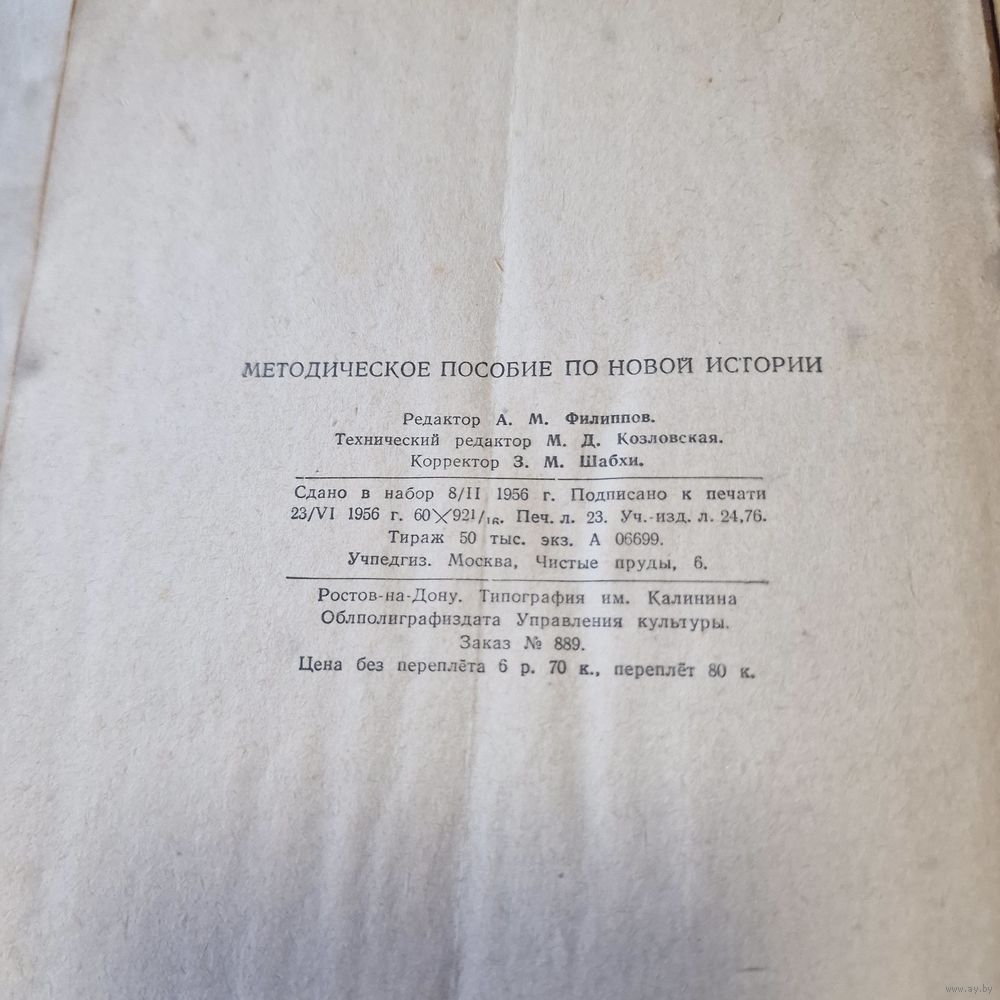 МЕТОДИЧЕСКОЕ ПОСОБИЕ ПО НОВОЙ ИСТОРИИ
Редактор А. М. Филиппов.
Технический редактор М. Д. Козловская.
Корректор З. М. Шабхи.
Сдано в набор 8/II 1956 г. Подписано к печати
23/VI 1956 г. 60×921/16. Печ. л. 23. Уч.-изд. л. 24,76.
Тираж 50 тыс. экз. А 06699.
Учпедгиз. Москва, Чистые пруды, 6.
Ростов-на-Дону. Типография им. Калинина
Облполиграфиздата Управления культуры.
Заказ № 889.
Цена без переплёта 6 р. 70 к., переплёт 80 к.
www.ay.by